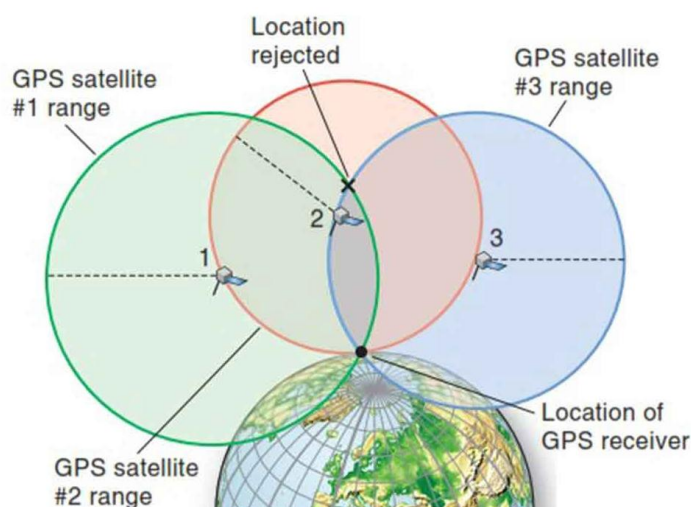 Location
rejected
GPS satellite
#1 range
GPS satellite
#3 range
1
2
3
Location of
GPS receiver
GPS satellite
#2 range